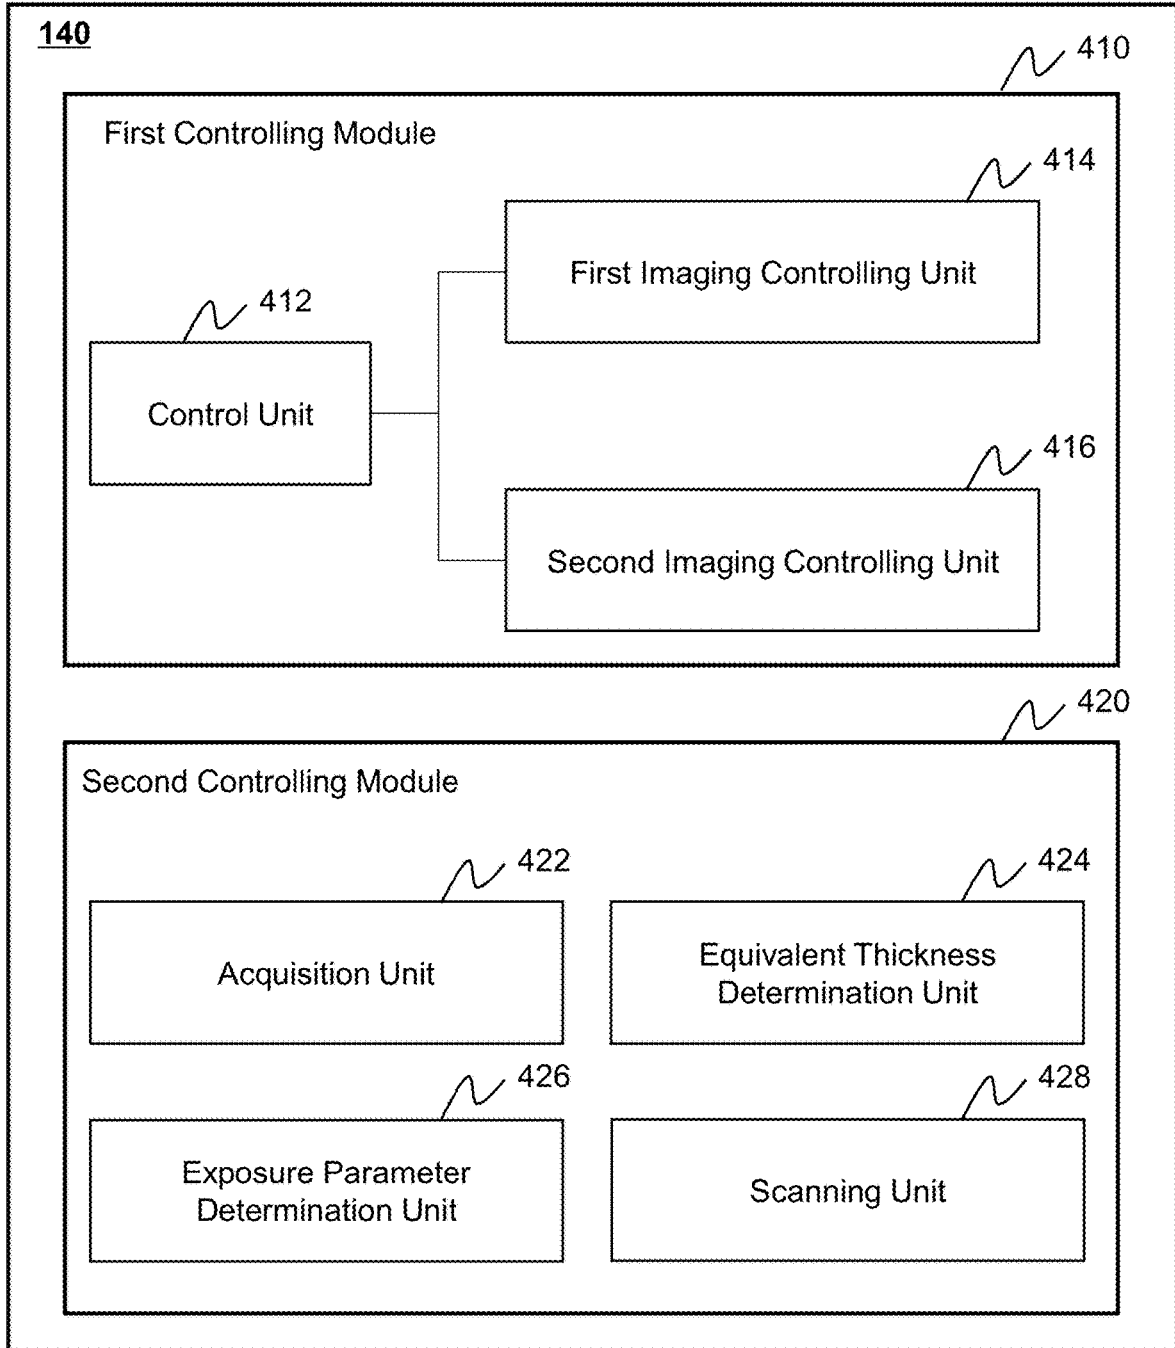 140
410
First Controlling Module
414
First Imaging Controlling Unit
412
Control Unit
416
Second Imaging Controlling Unit
420
Second Controlling Module
422
Acquisition Unit
424
Equivalent Thickness
Determination Unit
426
Exposure Parameter
Determination Unit
428
Scanning Unit